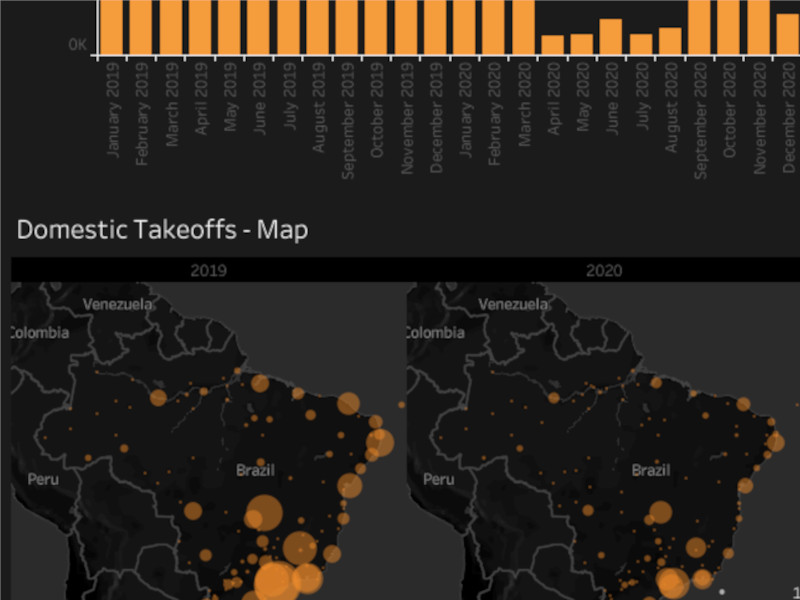 0K
January 2019
February 2019
March 2019
April 2019
May 2019
June 2019
July 2019
August 2019
September 2019
October 2019
November 2019
December 2019
January 2020
February 2020
March 2020
April 2020
May 2020
June 2020
July 2020
August 2020
September 2020
October 2020
November 2020
December 2020
Domestic Takeoffs - Map
2019
2020
Venezuela
Venezuela
Colombia
Colombia
Brazil
Brazil
Peru
Peru
1